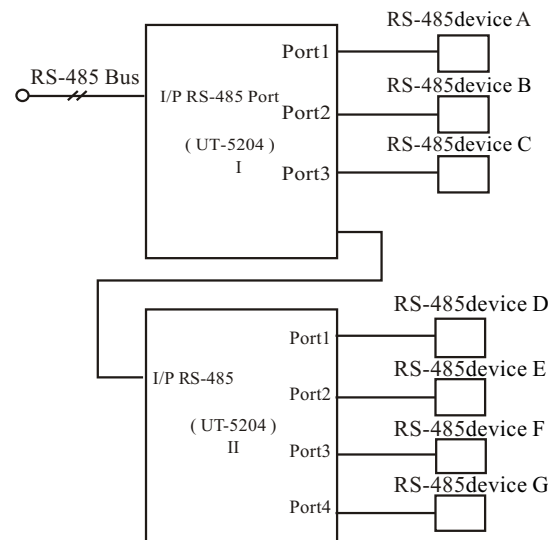 RS-485 Bus
I/P RS-485 Port
( UT-5204 )
I
Port1
RS-485device A
Port2
RS-485device B
Port3
RS-485device C
I/P RS-485
( UT-5204 )
II
Port1
RS-485device D
Port2
RS-485device E
Port3
RS-485device F
Port4
RS-485device G